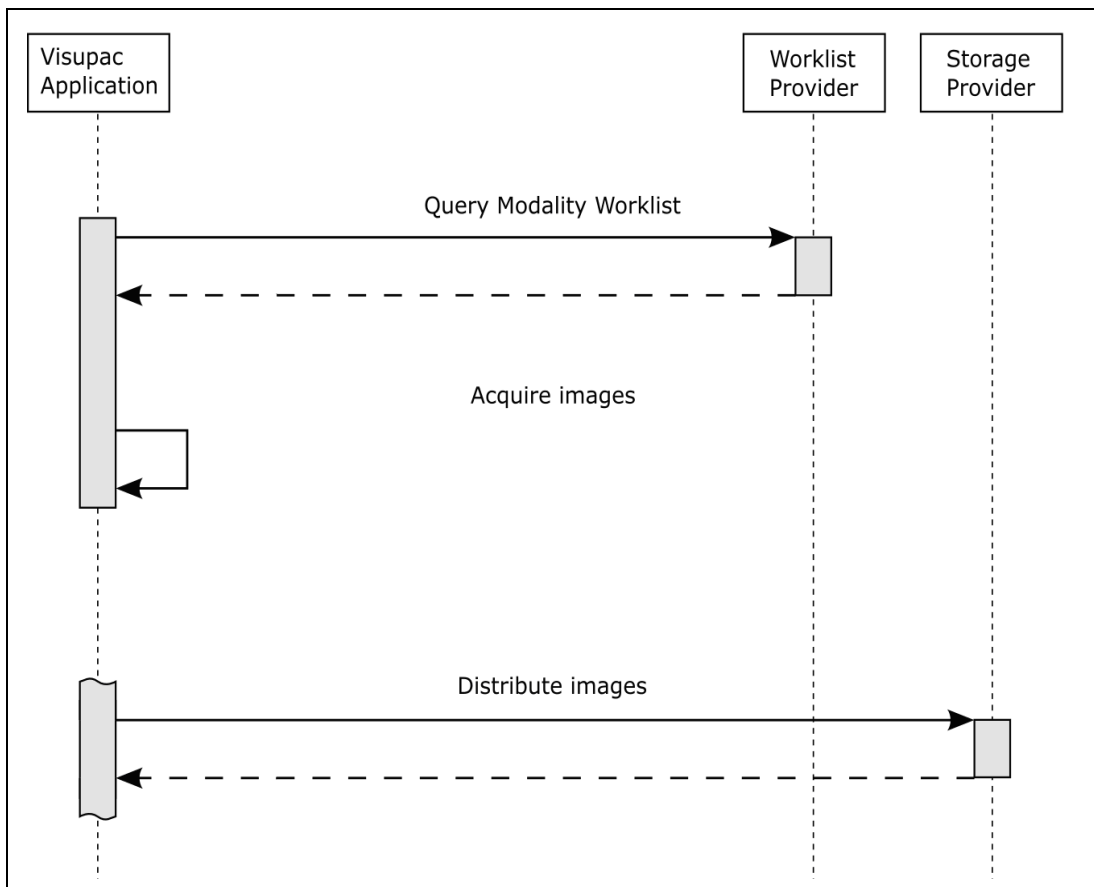 Visupac
Application
Worklist
Provider
Storage
Provider
Query Modality Worklist
Acquire images
Distribute images